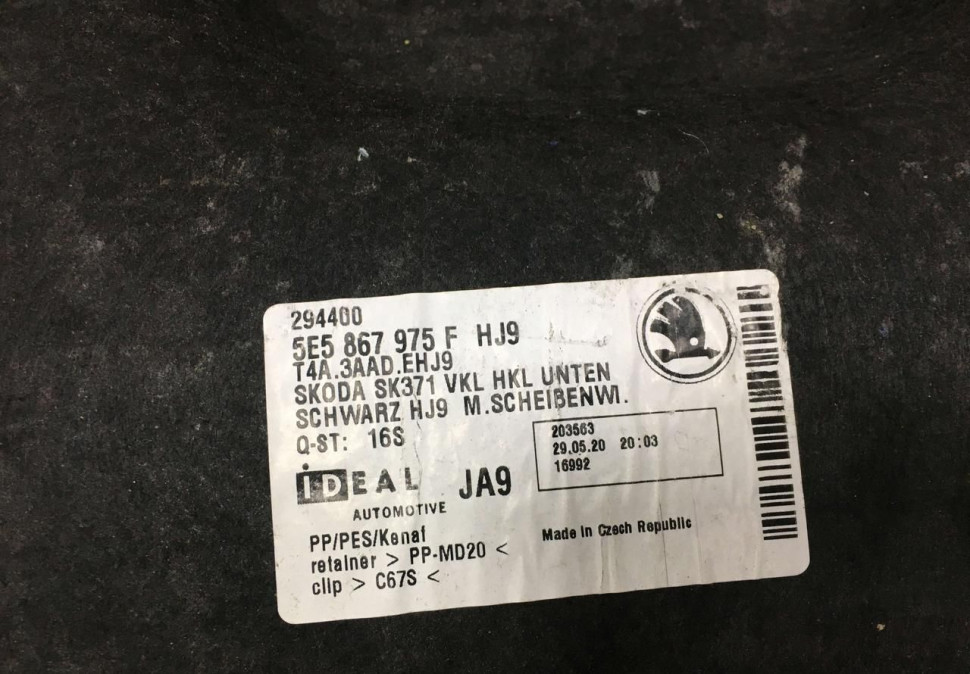 294400
5E5 867 975 F HJ9
T4A.3AAD.EHJ9
SKODA SK371 VKL HKL UNTEN
SCHWARZ HJ9 M.SCHEIBENWI.
Q-ST: 16S
203563
29.05.20 20:03
16992
iDEAL JA9
AUTOMOTIVE
Made in Czech Republic
PP/PES/Kenaf
retainer > PP-MD20 <
clip > C67S <